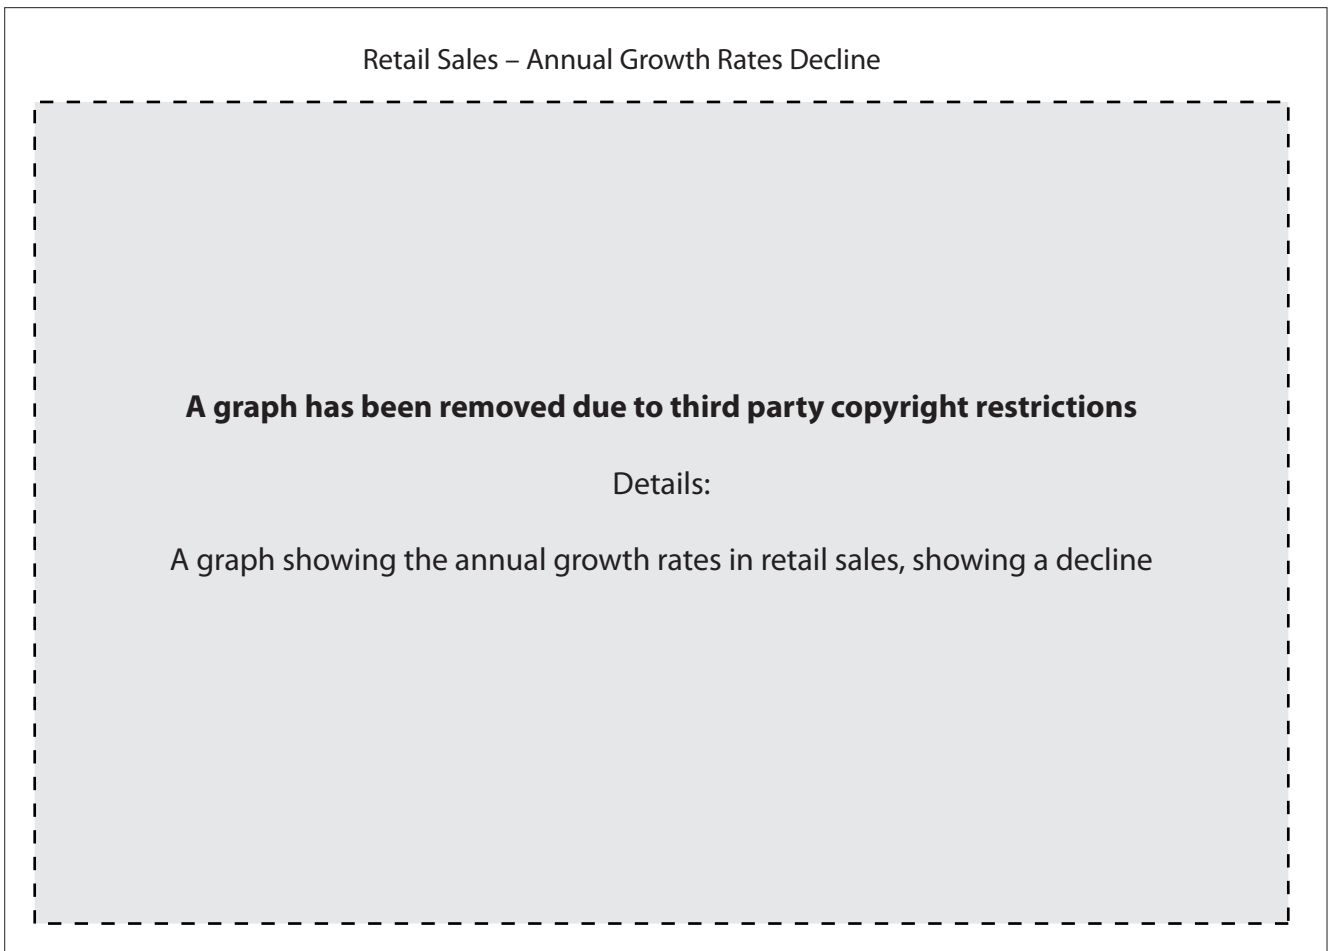 Retail Sales – Annual Growth Rates Decline
A graph has been removed due to third party copyright restrictions
Details:
A graph showing the annual growth rates in retail sales, showing a decline